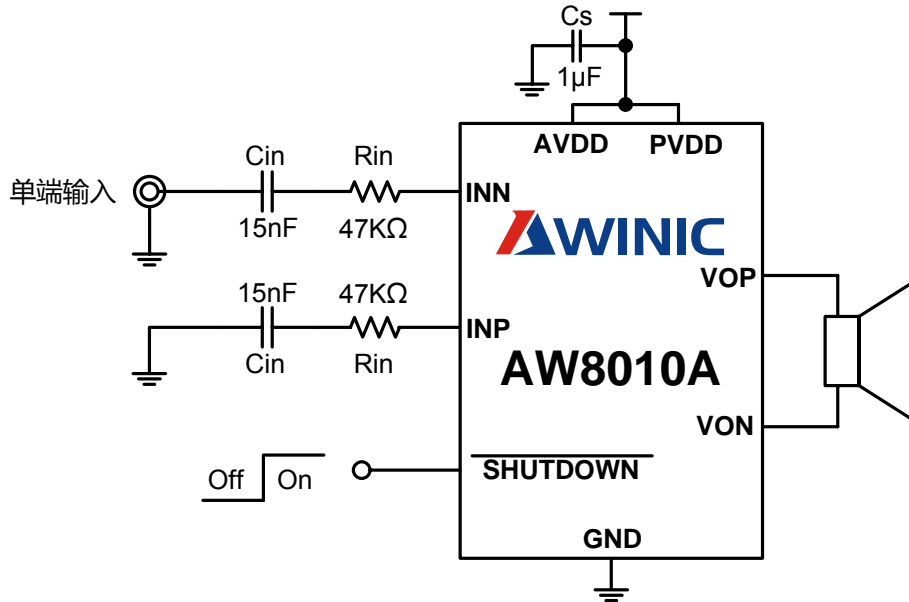 Cs
1µF
AVDD PVDD
单端输入
Cin
15nF
Rin
47KΩ
INN
AWINIC
VOP
15nF
Cin
47KΩ
Rin
INP
AW8010A
VON
Off On
SHUTDOWN
GND